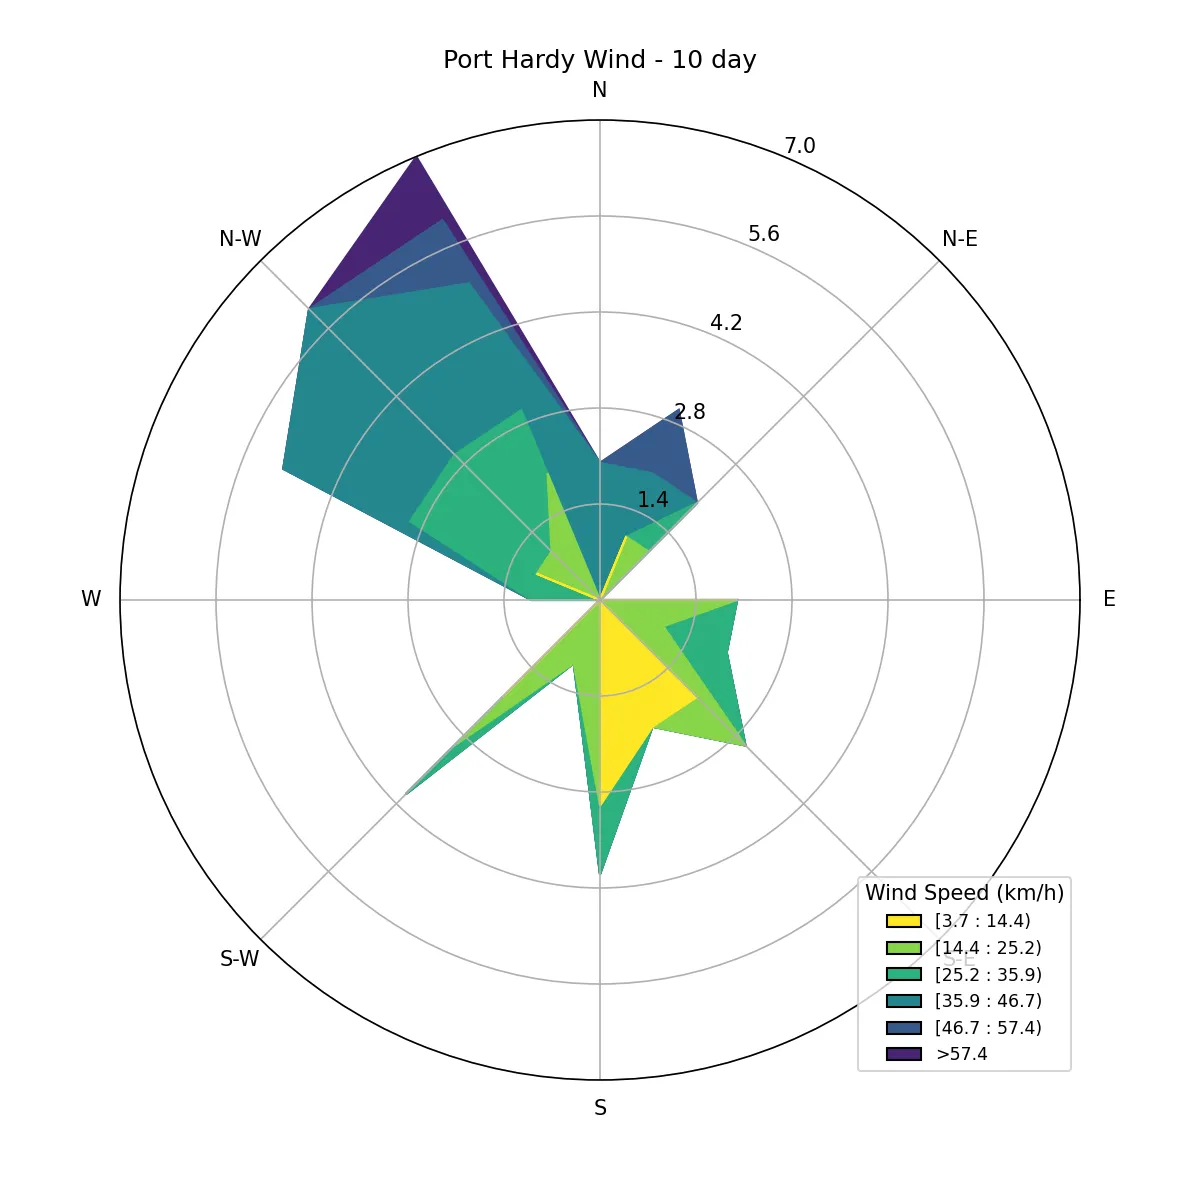 Port Hardy Wind - 10 day
N
7.0
N-W
N-E
5.6
4.2
2.8
1.4
W
E
S-W
S-E
S
Wind Speed (km/h)
[3.7 : 14.4)
[14.4 : 25.2)
[25.2 : 35.9)
[35.9 : 46.7)
[46.7 : 57.4)
>57.4